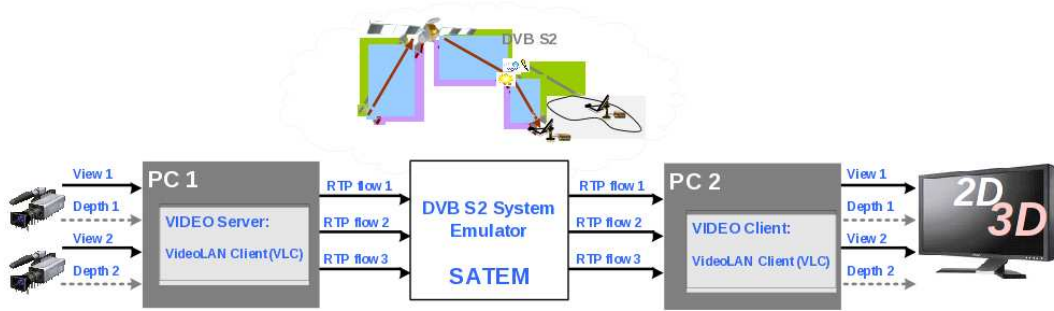 DVB S2
View 1
Depth 1
View 2
Depth 2
PC 1
VIDEO Server:
VideoLAN Client (VLC)
RTP flow 1
RTP flow 2
RTP flow 3
DVB S2 System
Emulator
SATEM
RTP flow 1
RTP flow 2
RTP flow 3
PC 2
VIDEO Client:
VideoLAN Client (VLC)
View 1
Depth 1
View 2
Depth 2
2D
3D